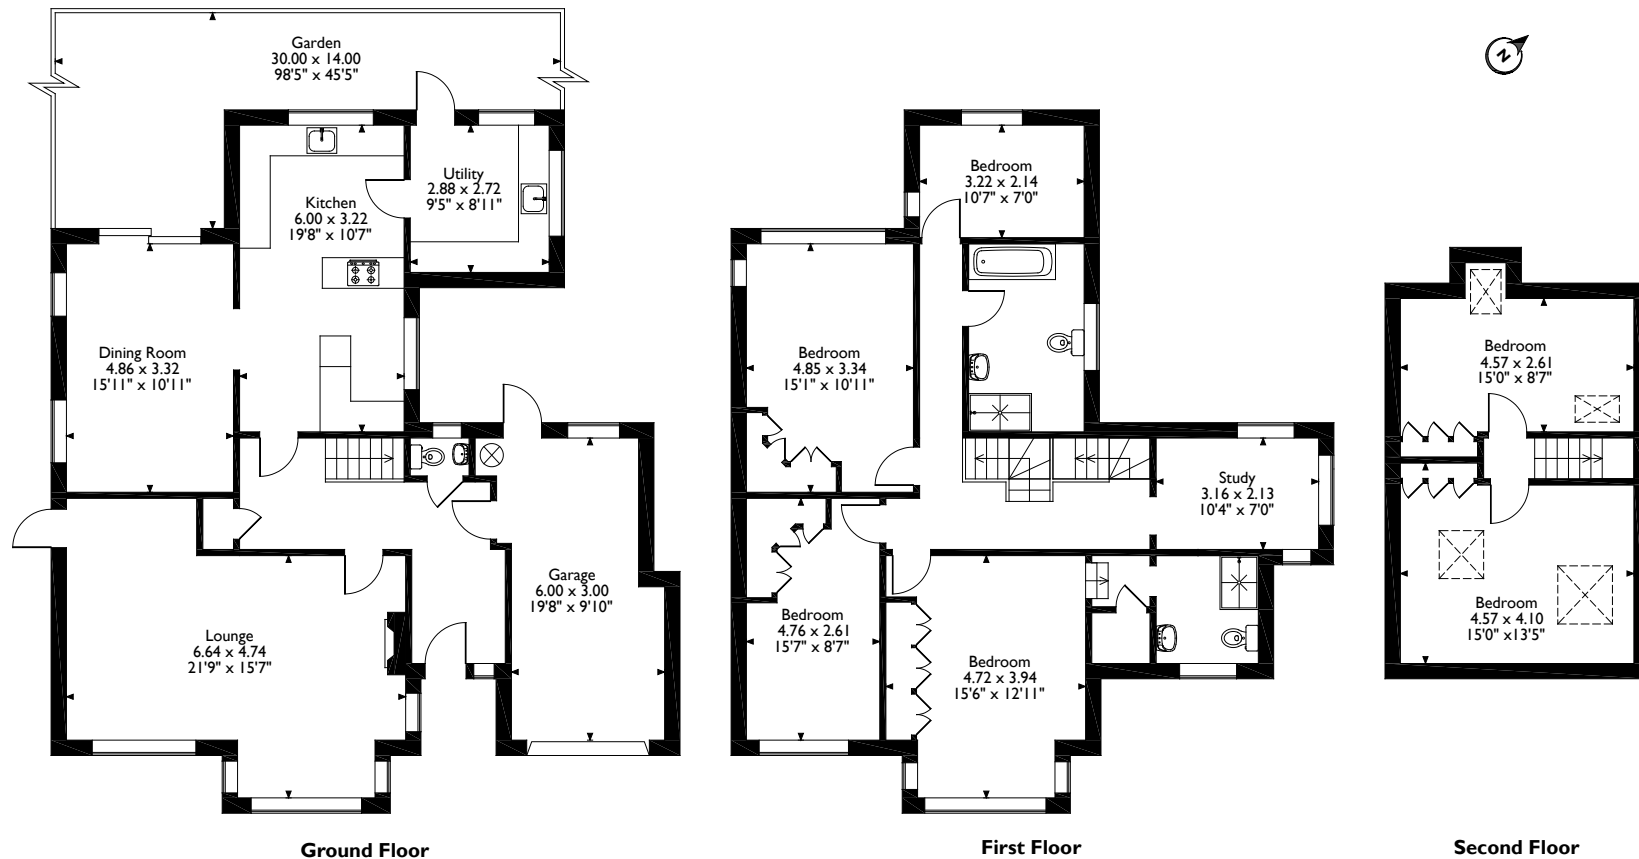 Garden
30.00 x 14.00
98'5" x 45'5"
Kitchen
6.00 x 3.22
19'8" x 10'7"
Utility
2.88 x 2.72
9'5" x 8'11"
Dining Room
4.86 x 3.32
15'11" x 10'11"
Garage
6.00 x 3.00
19'8" x 9'10"
Lounge
6.64 x 4.74
21'9" x 15'7"
Ground Floor
Bedroom
3.22 x 2.14
10'7" x 7'0"
Bedroom
4.85 x 3.34
15'1" x 10'11"
Study
3.16 x 2.13
10'4" x 7'0"
Bedroom
4.76 x 2.61
15'7" x 8'7"
Bedroom
4.72 x 3.94
15'6" x 12'11"
First Floor
N
Bedroom
4.57 x 2.61
15'0" x 8'7"
Bedroom
4.57 x 4.10
15'0" x13'5"
Second Floor